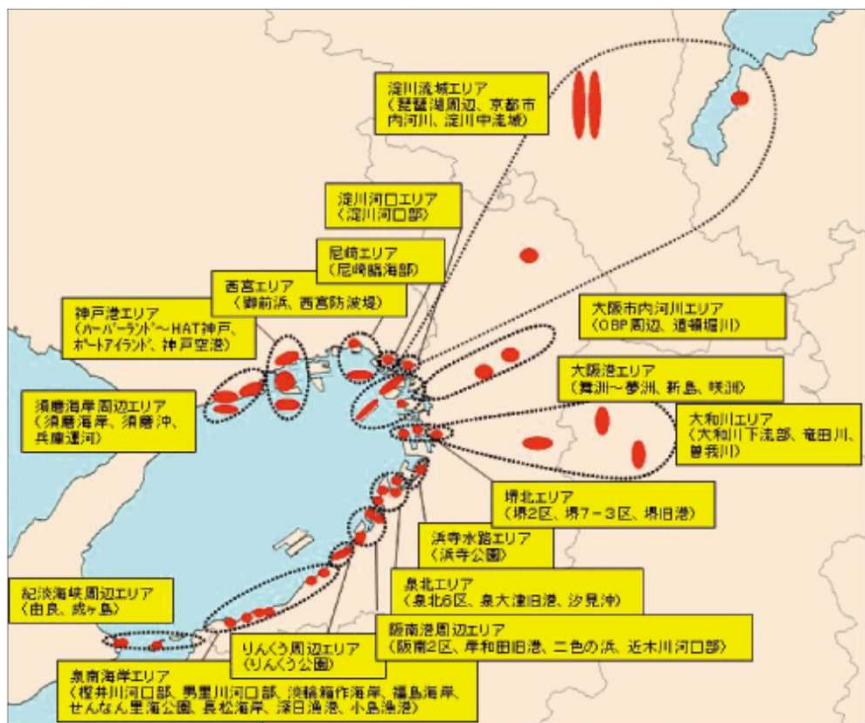 淀川流域エリア
(琵琶湖周辺、京都市
内河川、淀川中流域)
淀川河口エリア
(淀川河口部)
尼崎エリア
(尼崎臨海部)
西宮エリア
(御前浜、西宮防波堤)
神戸港エリア
(ハーバーランド~HAT神戸、
ポートアイランド、神戸空港)
須磨海岸周辺エリア
(須磨海岸、須磨沖、
兵庫運河)
大阪市内河川エリア
(OBP周辺、道頓堀川)
大阪港エリア
(舞洲~夢洲、新島、咲洲)
大和川エリア
(大和川下流部、竜田川、
曽我川)
堺北エリア
(堺2区、堺7-3区、堺旧港)
浜寺水路エリア
(浜寺公園)
泉北エリア
(泉北6区、泉大津旧港、汐見沖)
阪南港周辺エリア
(阪南2区、岸和田旧港、二色の浜、近木川河口部)
紀淡海峡周辺エリア
(由良、成ヶ島)
りんくう周辺エリア
(りんくう公園)
泉南海岸エリア
(樫井川河口部、男里川河口部、淡輪箱作海岸、福島海岸、
せんなん里海公園、長松海岸、深日漁港、小島漁港)